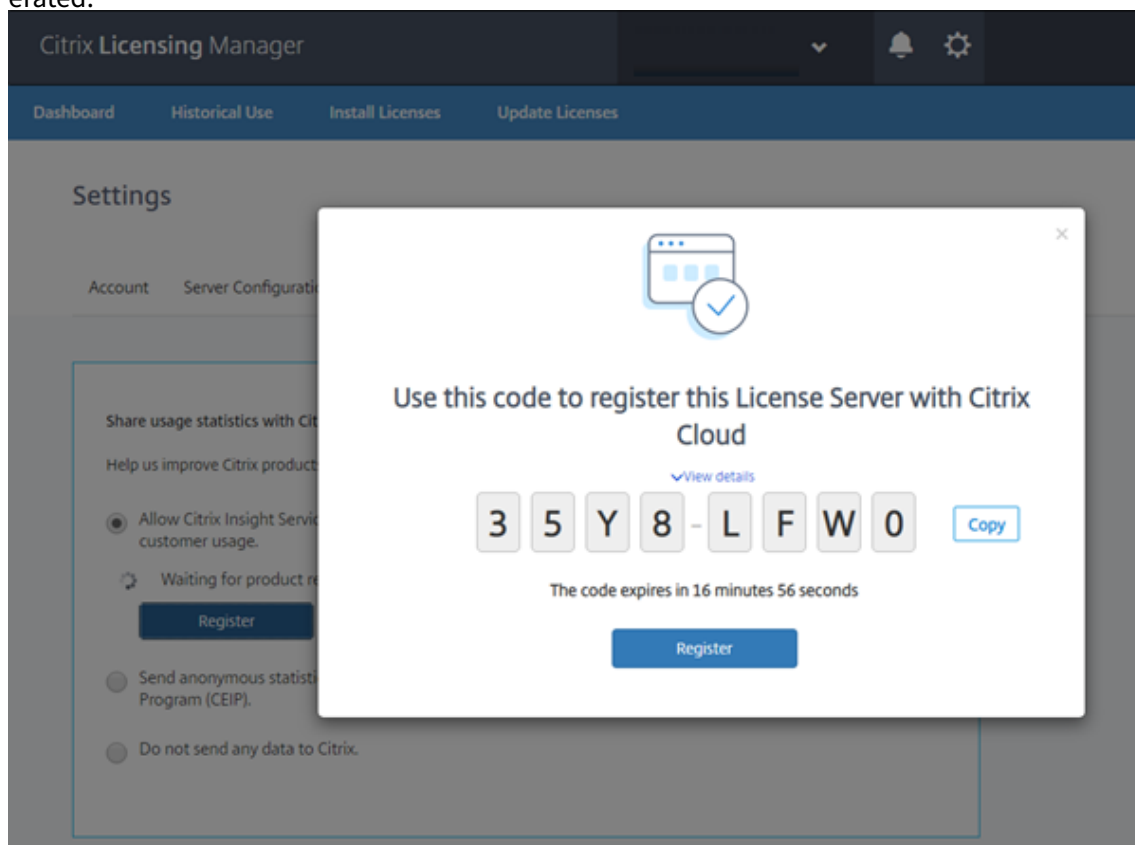 erated.
Citrix Licensing Manager
Dashboard Historical Use Install Licenses Update Licenses
Settings
Account Server Configurati
Share usage statistics with Cit
Help us improve Citrix product
Allow Citrix Insight Servic
customer usage.
Waiting for product re
Register
Send anonymous statisti
Program (CEIP).
Do not send any data to Citrix.
×
Use this code to register this License Server with Citrix
Cloud
View details
3 5 Y 8 - L F W 0 Copy
The code expires in 16 minutes 56 seconds
Register